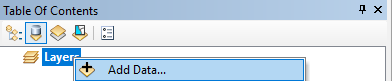 Table Of Contents
Layers
Add Data...